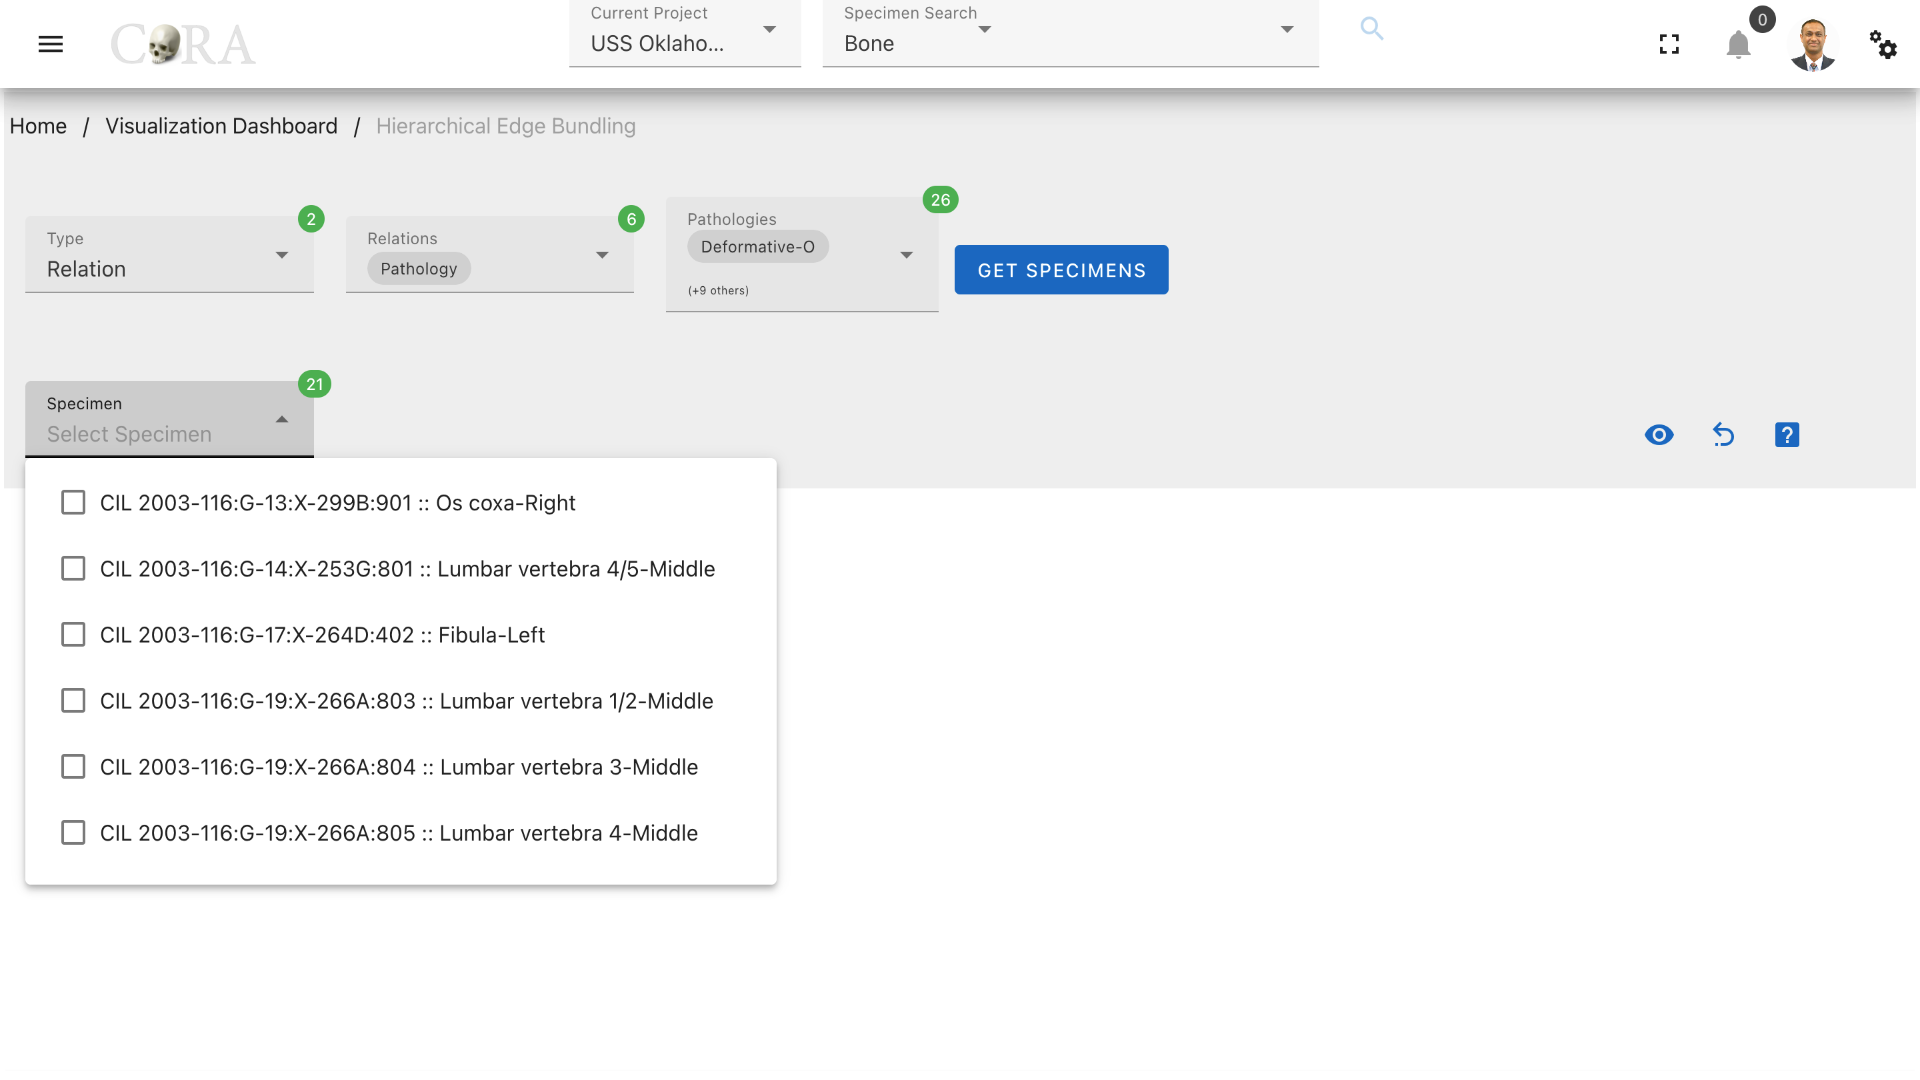 CORA
Current Project
USS Oklaho...
Specimen Search
Bone
0
Home / Visualization Dashboard / Hierarchical Edge Bundling
Type
Relation
2
Relations
Pathology
6
Pathologies
Deformative-O
(+9 others)
26
GET SPECIMENS
Specimen
Select Specimen
21
?
CIL 2003-116:G-13:X-299B:901 :: Os coxa-Right
CIL 2003-116:G-14:X-253G:801 :: Lumbar vertebra 4/5-Middle
CIL 2003-116:G-17:X-264D:402 :: Fibula-Left
CIL 2003-116:G-19:X-266A:803 :: Lumbar vertebra 1/2-Middle
CIL 2003-116:G-19:X-266A:804 :: Lumbar vertebra 3-Middle
CIL 2003-116:G-19:X-266A:805 :: Lumbar vertebra 4-Middle